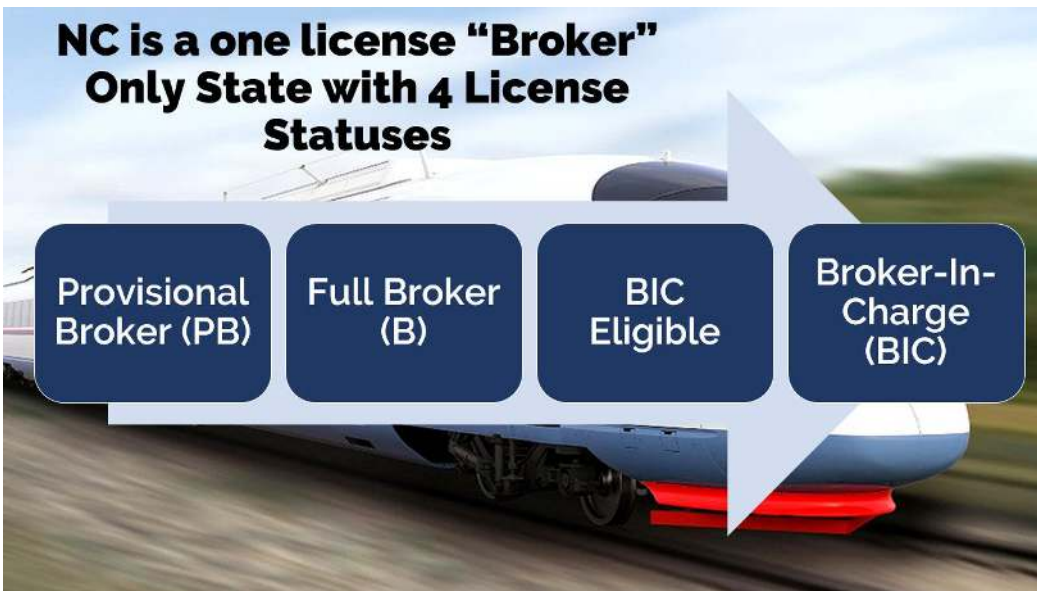 NC is a one license “Broker”
Only State with 4 License
Statuses
Provisional
Broker (PB)
Full Broker
(B)
BIC
Eligible
Broker-In-
Charge
(BIC)